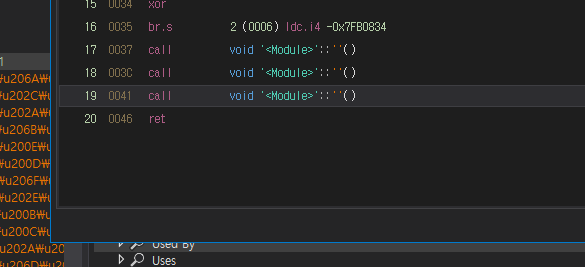 15 0034 xor
16 0035 br.s 2 (0006) ldc.i4 -0x7FB0834
17 0037 call void '<Module>'::''()
18 003C call void '<Module>'::''()
19 0041 call void '<Module>'::''()
20 0046 ret
1
₩u206A₩
₩u202C₩u
₩u202A₩
₩u206B₩
₩u200E₩u
₩u200D₩
₩u206F₩
₩u202E₩
₩u200B₩
₩u200C₩
u202A₩u20
₩u206D₩u20
Used By
Uses